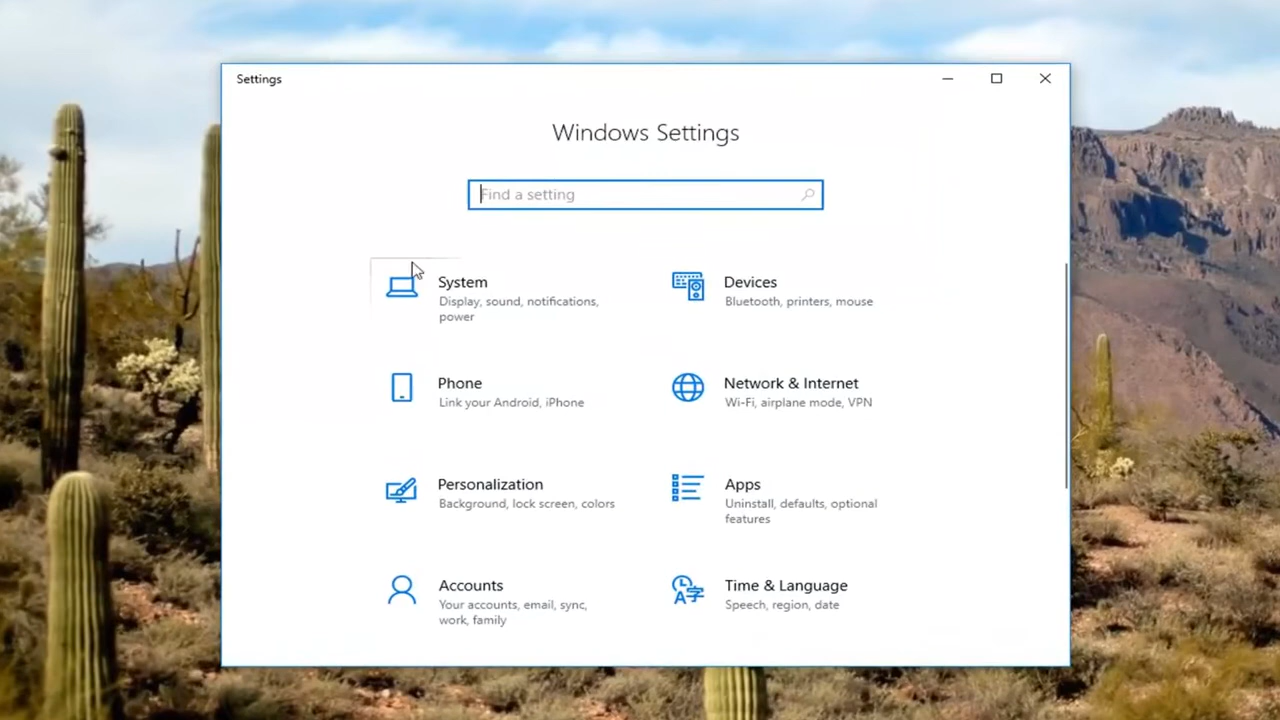 Settings
Windows Settings
Find a setting
System
Display, sound, notifications,
power
Devices
Bluetooth, printers, mouse
Phone
Link your Android, iPhone
Network & Internet
Wi-Fi, airplane mode, VPN
Personalization
Background, lock screen, colors
Apps
Uninstall, defaults, optional
features
Accounts
Your accounts, email, sync,
work, family
Time & Language
Speech, region, date